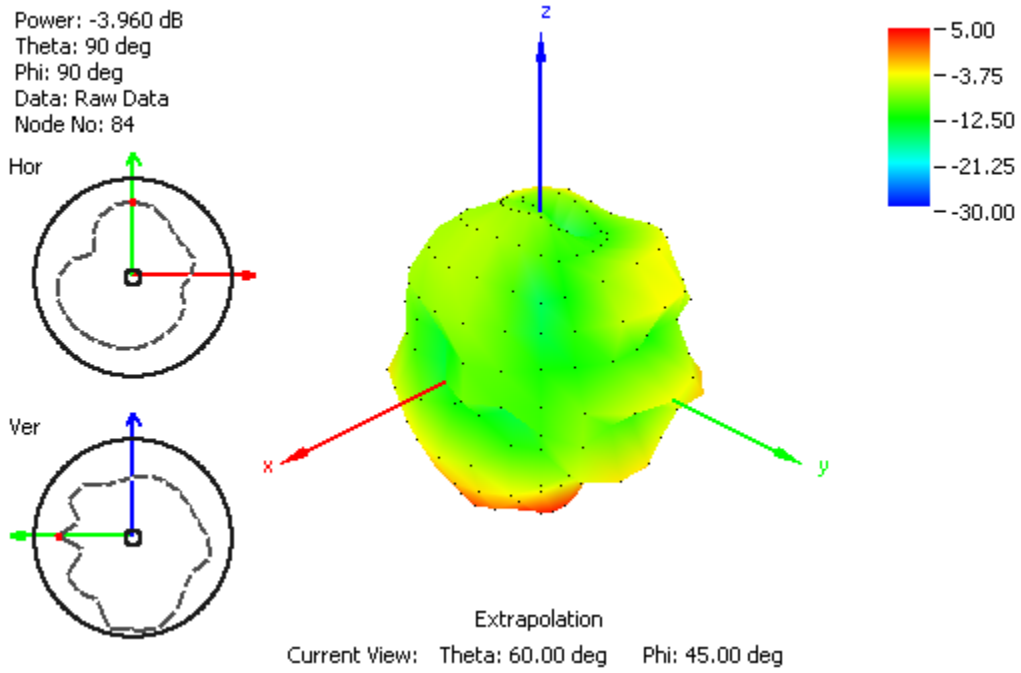 Power: -3.960 dB
Theta: 90 deg
Phi: 90 deg
Data: Raw Data
Node No: 84
Hor
Ver
z
x
y
5.00
-3.75
-12.50
-21.25
-30.00
Extrapolation
Current View: Theta: 60.00 deg Phi: 45.00 deg